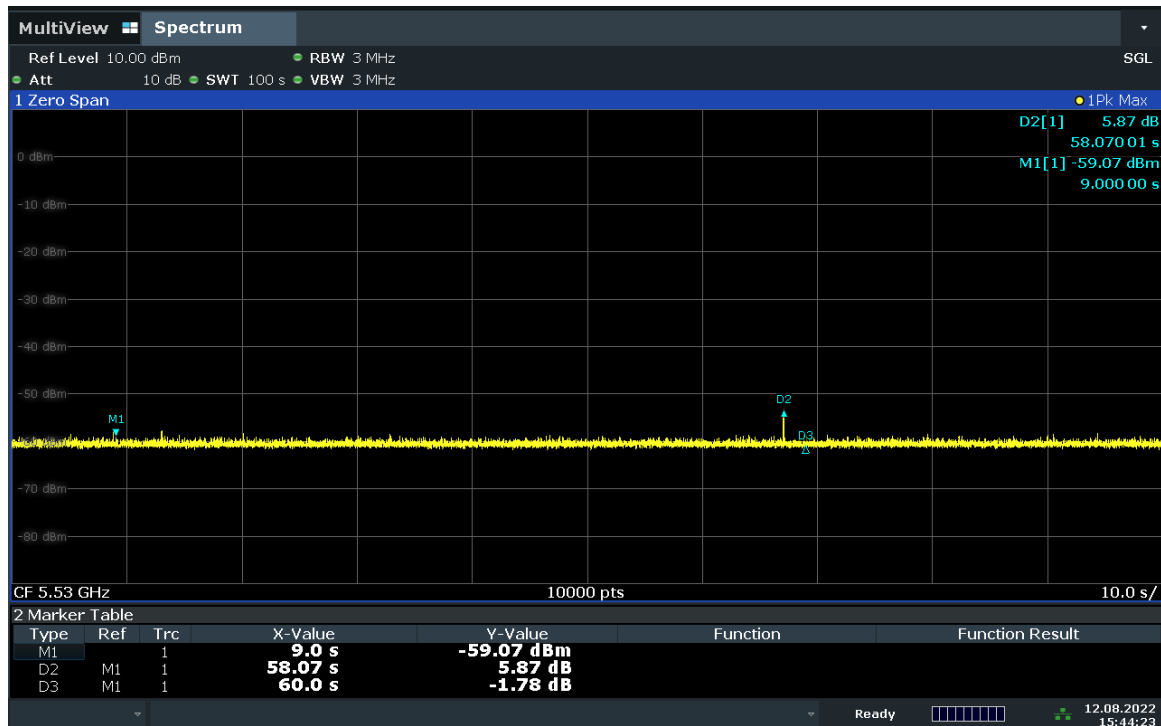 MultiView Spectrum
Ref Level 10.00 dBm RBW 3 MHz SGL
Att 10 dB SWT 100 s VBW 3 MHz
1 Zero Span 1Pk Max
D2[1] 5.87 dB
58.070 01 s
M1[1] -59.07 dBm
9.000 00 s
0 dBm
-10 dBm
-20 dBm
-30 dBm
-40 dBm
-50 dBm
D2
M1
D3
-70 dBm
-80 dBm
CF 5.53 GHz 10000 pts 10.0 s/
2 Marker Table
Type Ref Trc X-Value Y-Value Function Function Result
M1 1 9.0 s -59.07 dBm
D2 M1 1 58.07 s 5.87 dB
D3 M1 1 60.0 s -1.78 dB
Ready 12.08.2022
15:44:23